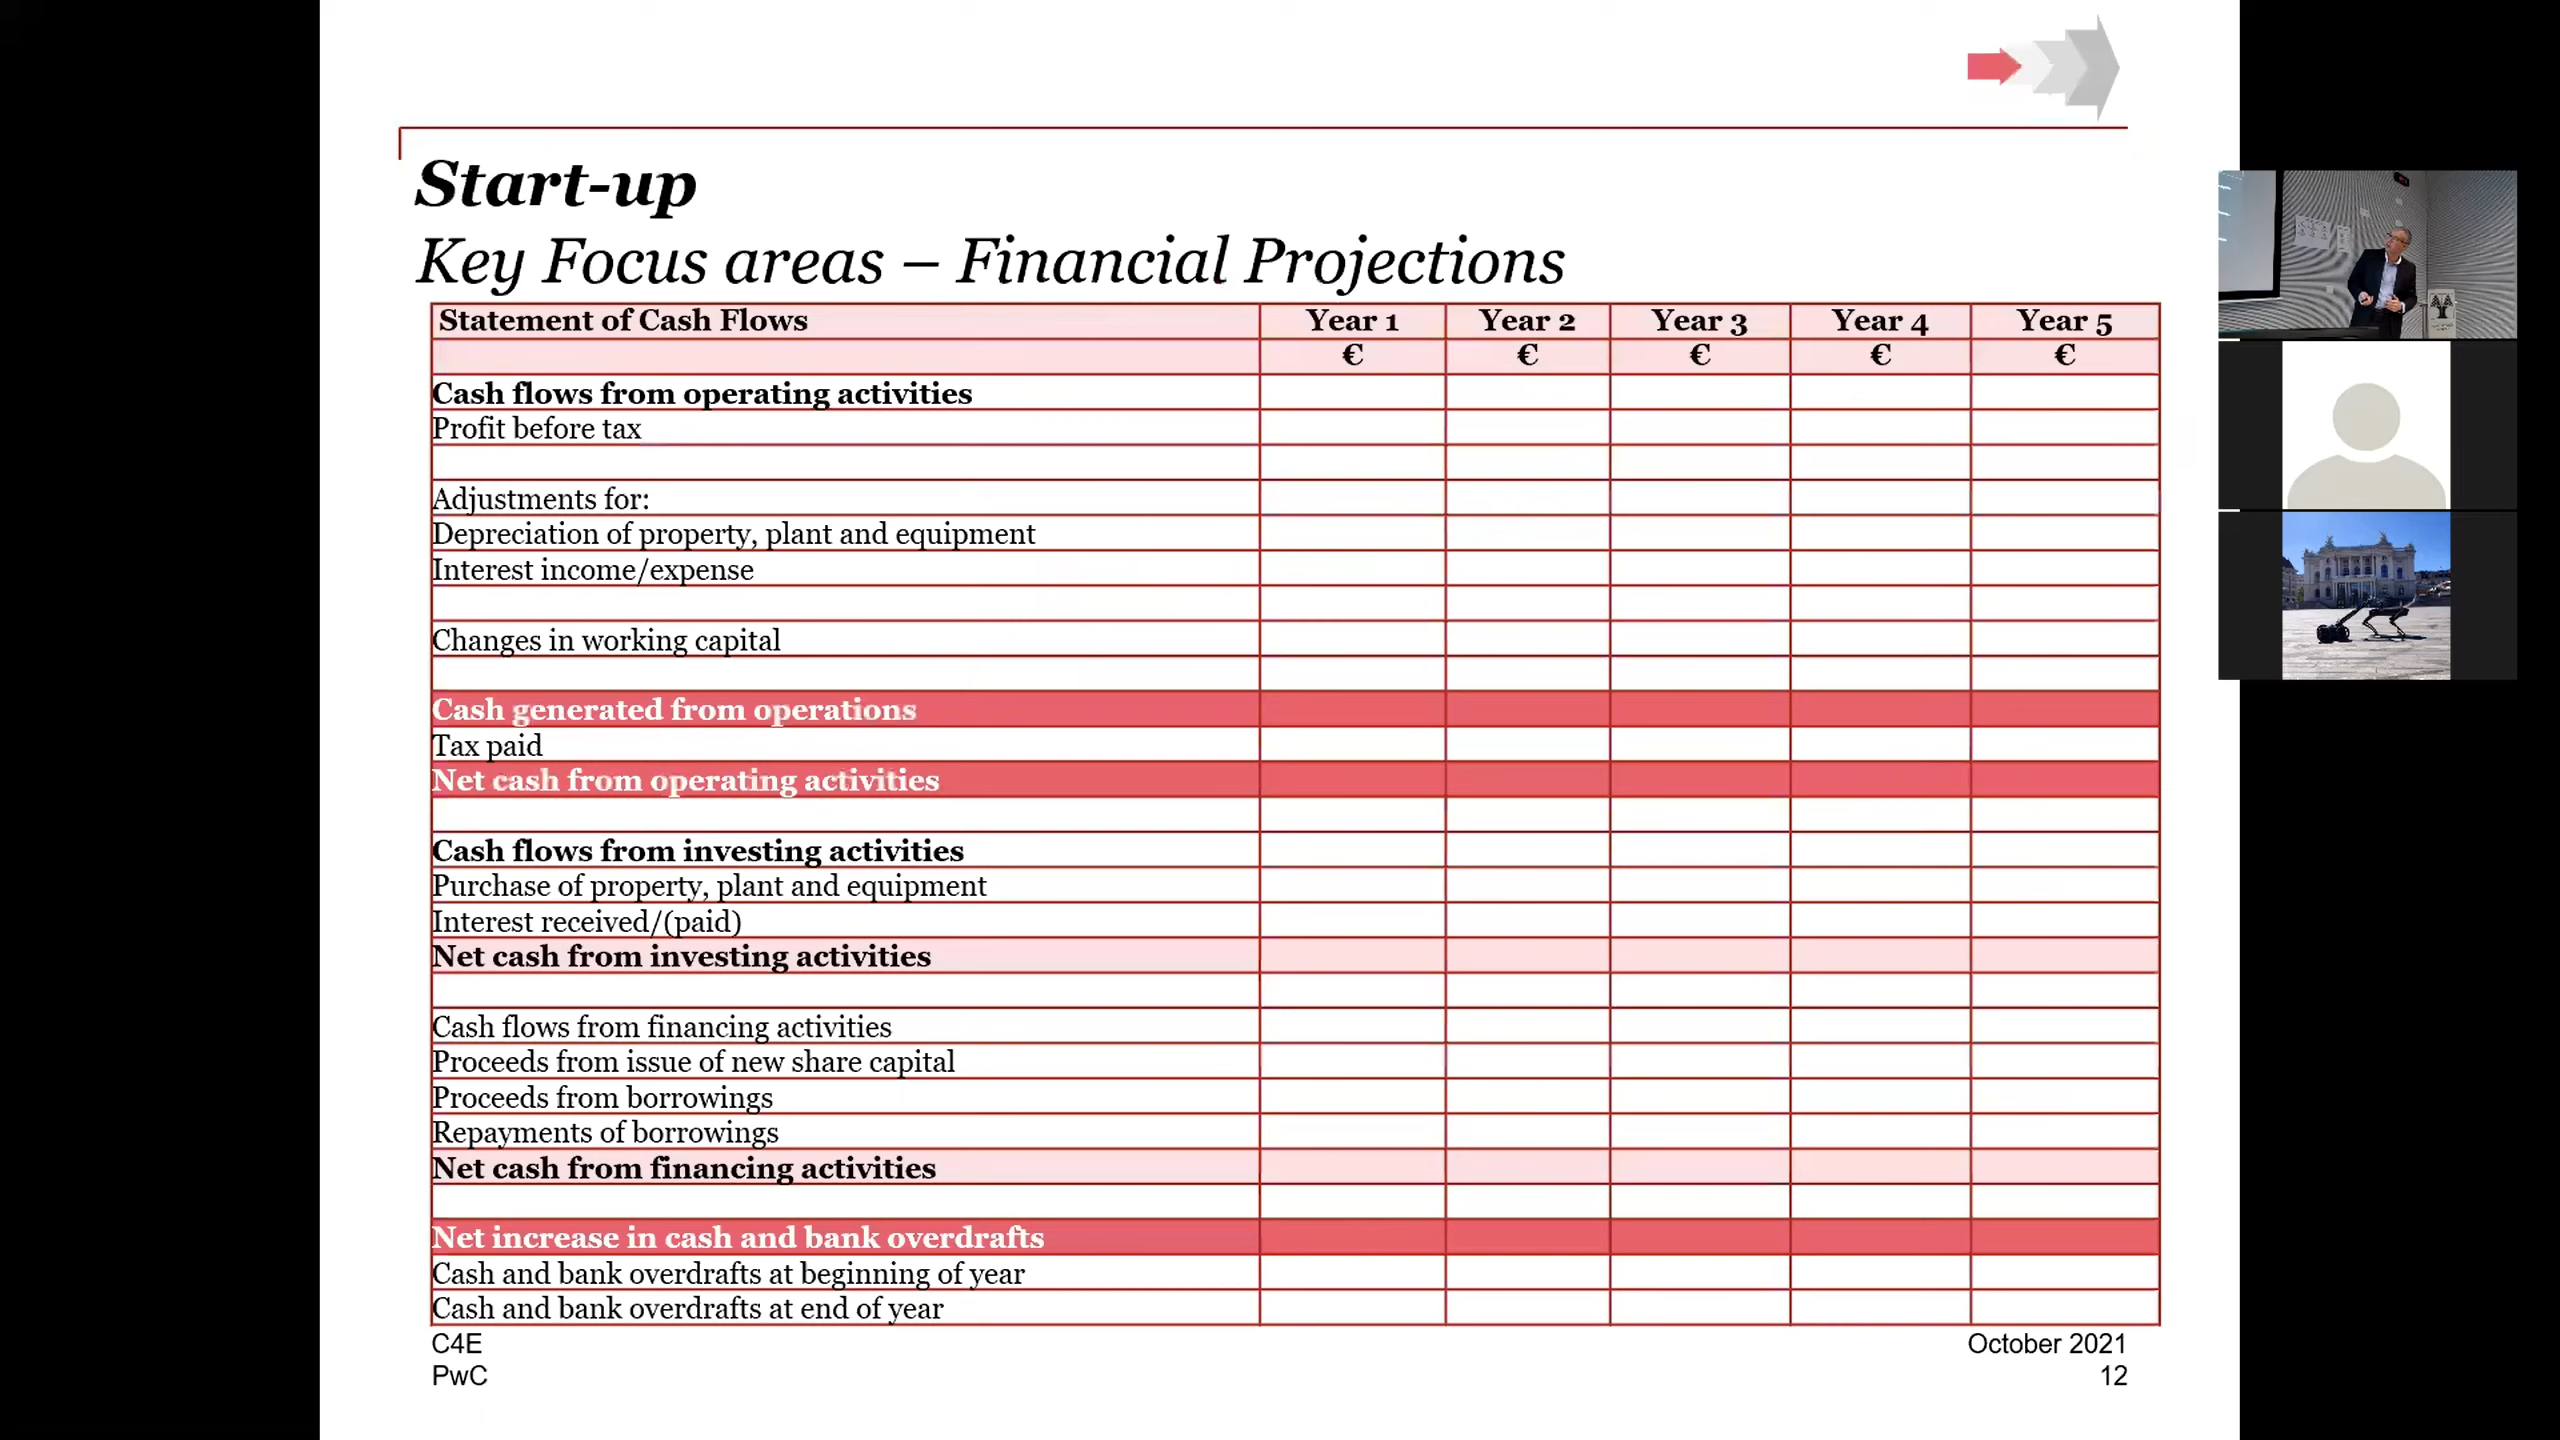 Start-up
Key Focus areas – Financial Projections
Statement of Cash Flows Year 1 Year 2 Year 3 Year 4 Year 5
€ € € € €
Cash flows from operating activities
Profit before tax
Adjustments for:
Depreciation of property, plant and equipment
Interest income/expense
Changes in working capital
Cash generated from operations
Tax paid
Net cash from operating activities
Cash flows from investing activities
Purchase of property, plant and equipment
Interest received/(paid)
Net cash from investing activities
Cash flows from financing activities
Proceeds from issue of new share capital
Proceeds from borrowings
Repayments of borrowings
Net cash from financing activities
Net increase in cash and bank overdrafts
Cash and bank overdrafts at beginning of year
Cash and bank overdrafts at end of year
C4E October 2021
PwC 12